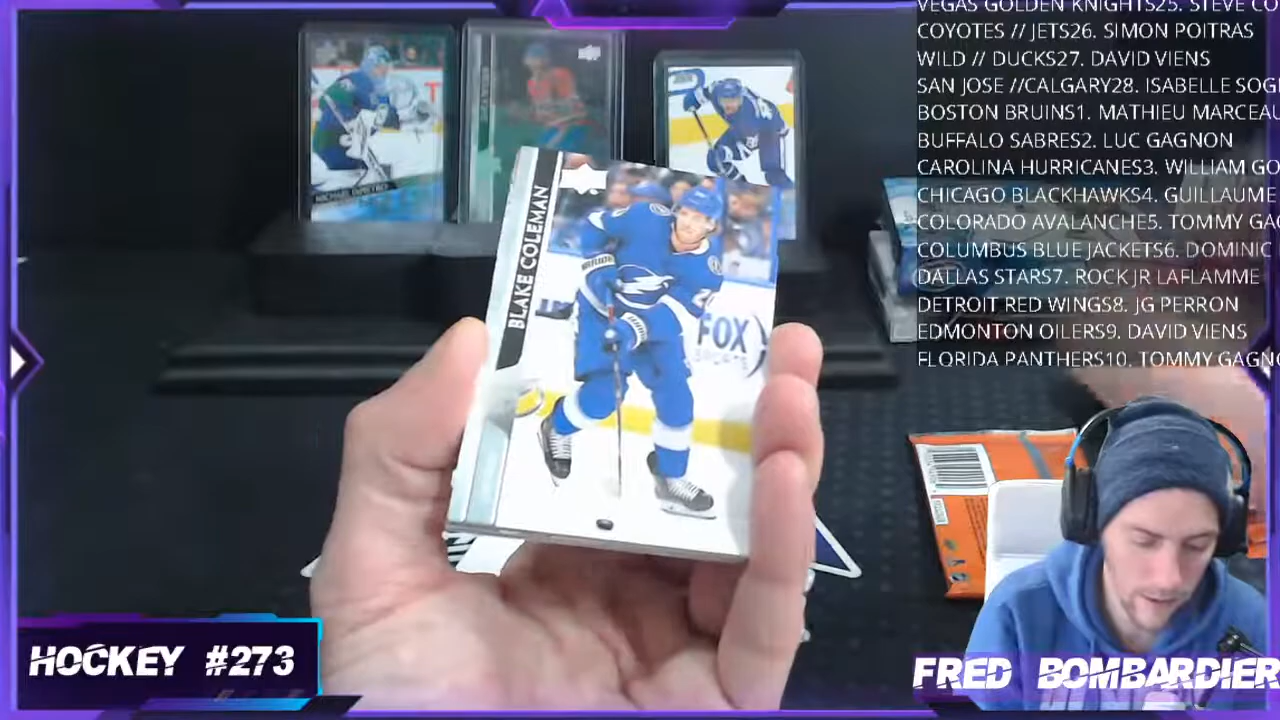 VEGAS GOLDEN KNIGHTS25. STEVE CO
COYOTES // JETS26. SIMON POITRAS
WILD // DUCKS27. DAVID VIENS
SAN JOSE //CALGARY28. ISABELLE SOG
BOSTON BRUINS1. MATHIEU MARCEAU
BUFFALO SABRES2. LUC GAGNON
CAROLINA HURRICANES3. WILLIAM GO
CHICAGO BLACKHAWKS4. GUILLAUME
COLORADO AVALANCHE5. TOMMY GAG
COLUMBUS BLUE JACKETS6. DOMINIC
DALLAS STARS7. ROCK JR LAFLAMME
DETROIT RED WINGS8. JG PERRON
EDMONTON OILERS9. DAVID VIENS
FLORIDA PANTHERS10. TOMMY GAGNO
BLAKE COLEMAN
FOX
SPORTS
HOCKEY #273
FRED BOMBARDIER